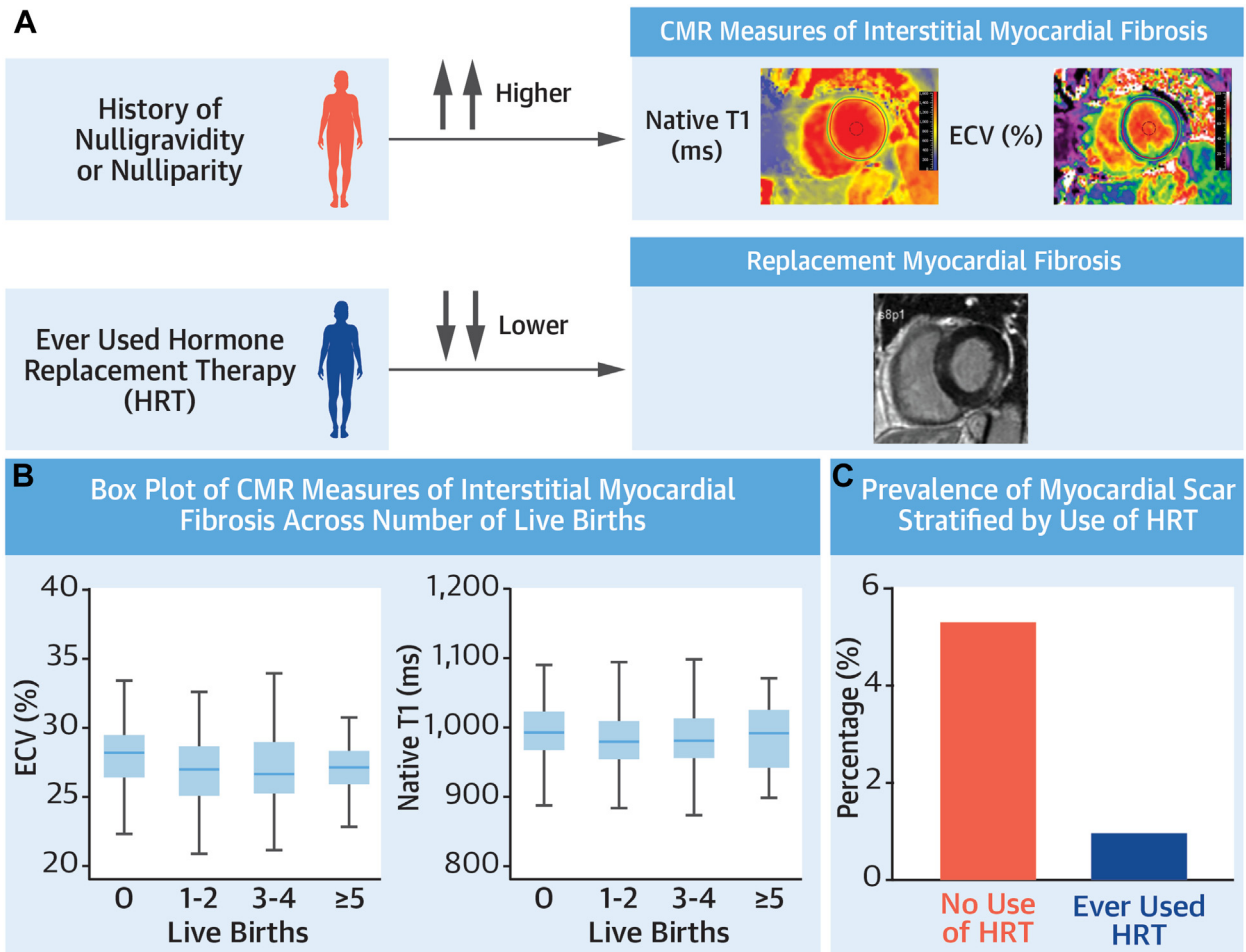 A
CMR Measures of Interstitial Myocardial Fibrosis
History of
Nulligravidity
or Nulliparity
Higher
Native T1
(ms)
ECV (%)
Replacement Myocardial Fibrosis
Ever Used Hormone
Replacement Therapy
(HRT)
Lower
s8p1
B
Box Plot of CMR Measures of Interstitial Myocardial
Fibrosis Across Number of Live Births
ECV (%)
40
35
30
25
20
0 1-2 3-4 ≥5
Live Births
Native T1 (ms)
1,200
1,100
1,000
900
800
0 1-2 3-4 ≥5
Live Births
C
Prevalence of Myocardial Scar
Stratified by Use of HRT
Percentage (%)
6
4
2
0
No Use
of HRT
Ever Used
HRT